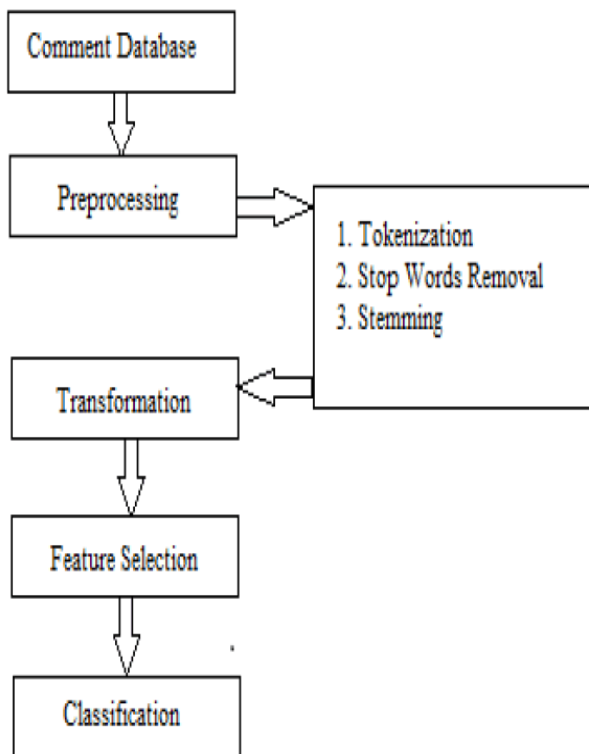 Comment Database
Preprocessing
1. Tokenization
2. Stop Words Removal
3. Stemming
Transformation
Feature Selection
Classification